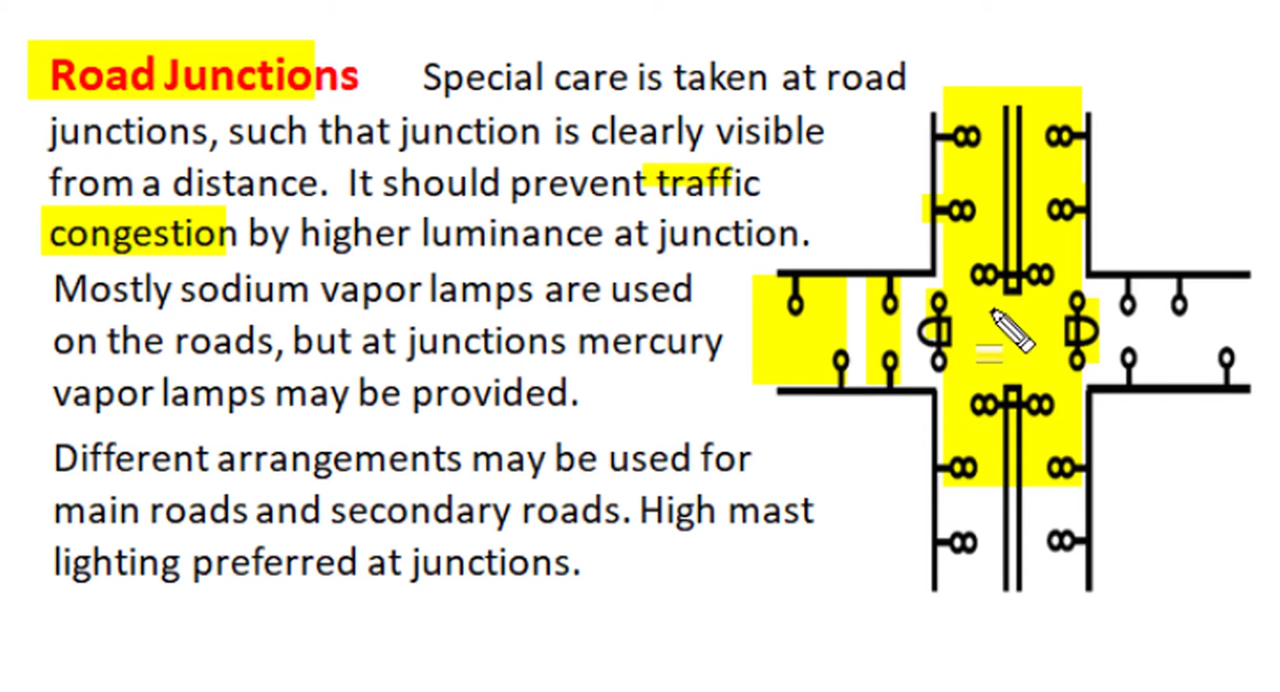 Road Junctions Special care is taken at road
junctions, such that junction is clearly visible
from a distance. It should prevent traffic
congestion by higher luminance at junction.
Mostly sodium vapor lamps are used
on the roads, but at junctions mercury
vapor lamps may be provided.
Different arrangements may be used for
main roads and secondary roads. High mast
lighting preferred at junctions.